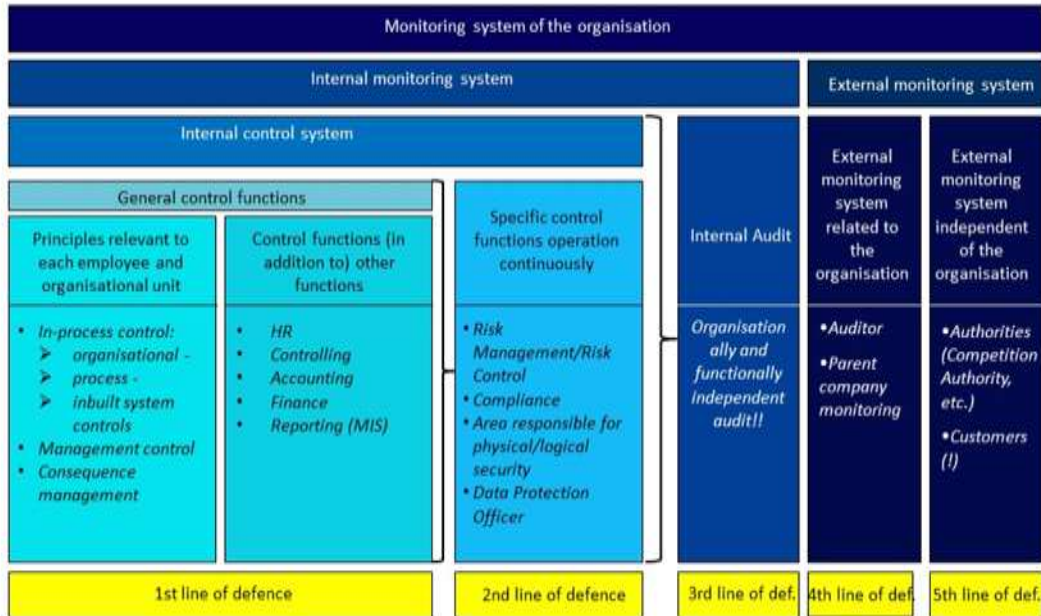 Monitoring system of the organisation
Internal monitoring system
External monitoring system
Internal control system
General control functions
Principles relevant to
each employee and
organisational unit
• In-process control:
➢ organisational -
➢ process -
➢ inbuilt system
controls
• Management control
• Consequence
management
Control functions (in
addition to) other
functions
• HR
• Controlling
• Accounting
• Finance
• Reporting (MIS)
Specific control
functions operation
continuously
• Risk
Management/Risk
Control
• Compliance
• Area responsible for
physical/logical
security
• Data Protection
Officer
Internal Audit
Organisation
ally and
functionally
independent
audit!!
External
monitoring
system
related to
the
organisation
•Auditor
•Parent
company
monitoring
External
monitoring
system
independent
of the
organisation
•Authorities
(Competition
Authority,
etc.)
•Customers
(!)
1st line of defence
2nd line of defence
3rd line of def.
4th line of def.
5th line of def.